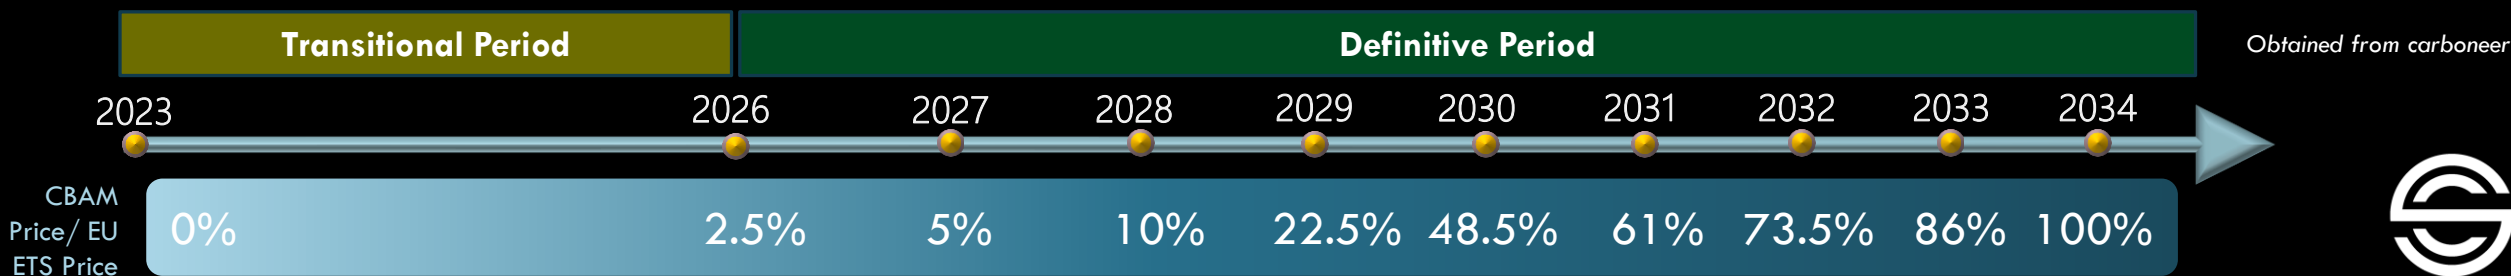 Transitional Period
Definitive Period
Obtained from carboneer
2023 2026 2027 2028 2029 2030 2031 2032 2033 2034
CBAM
Price/ EU
ETS Price
0% 2.5% 5% 10% 22.5% 48.5% 61% 73.5% 86% 100%